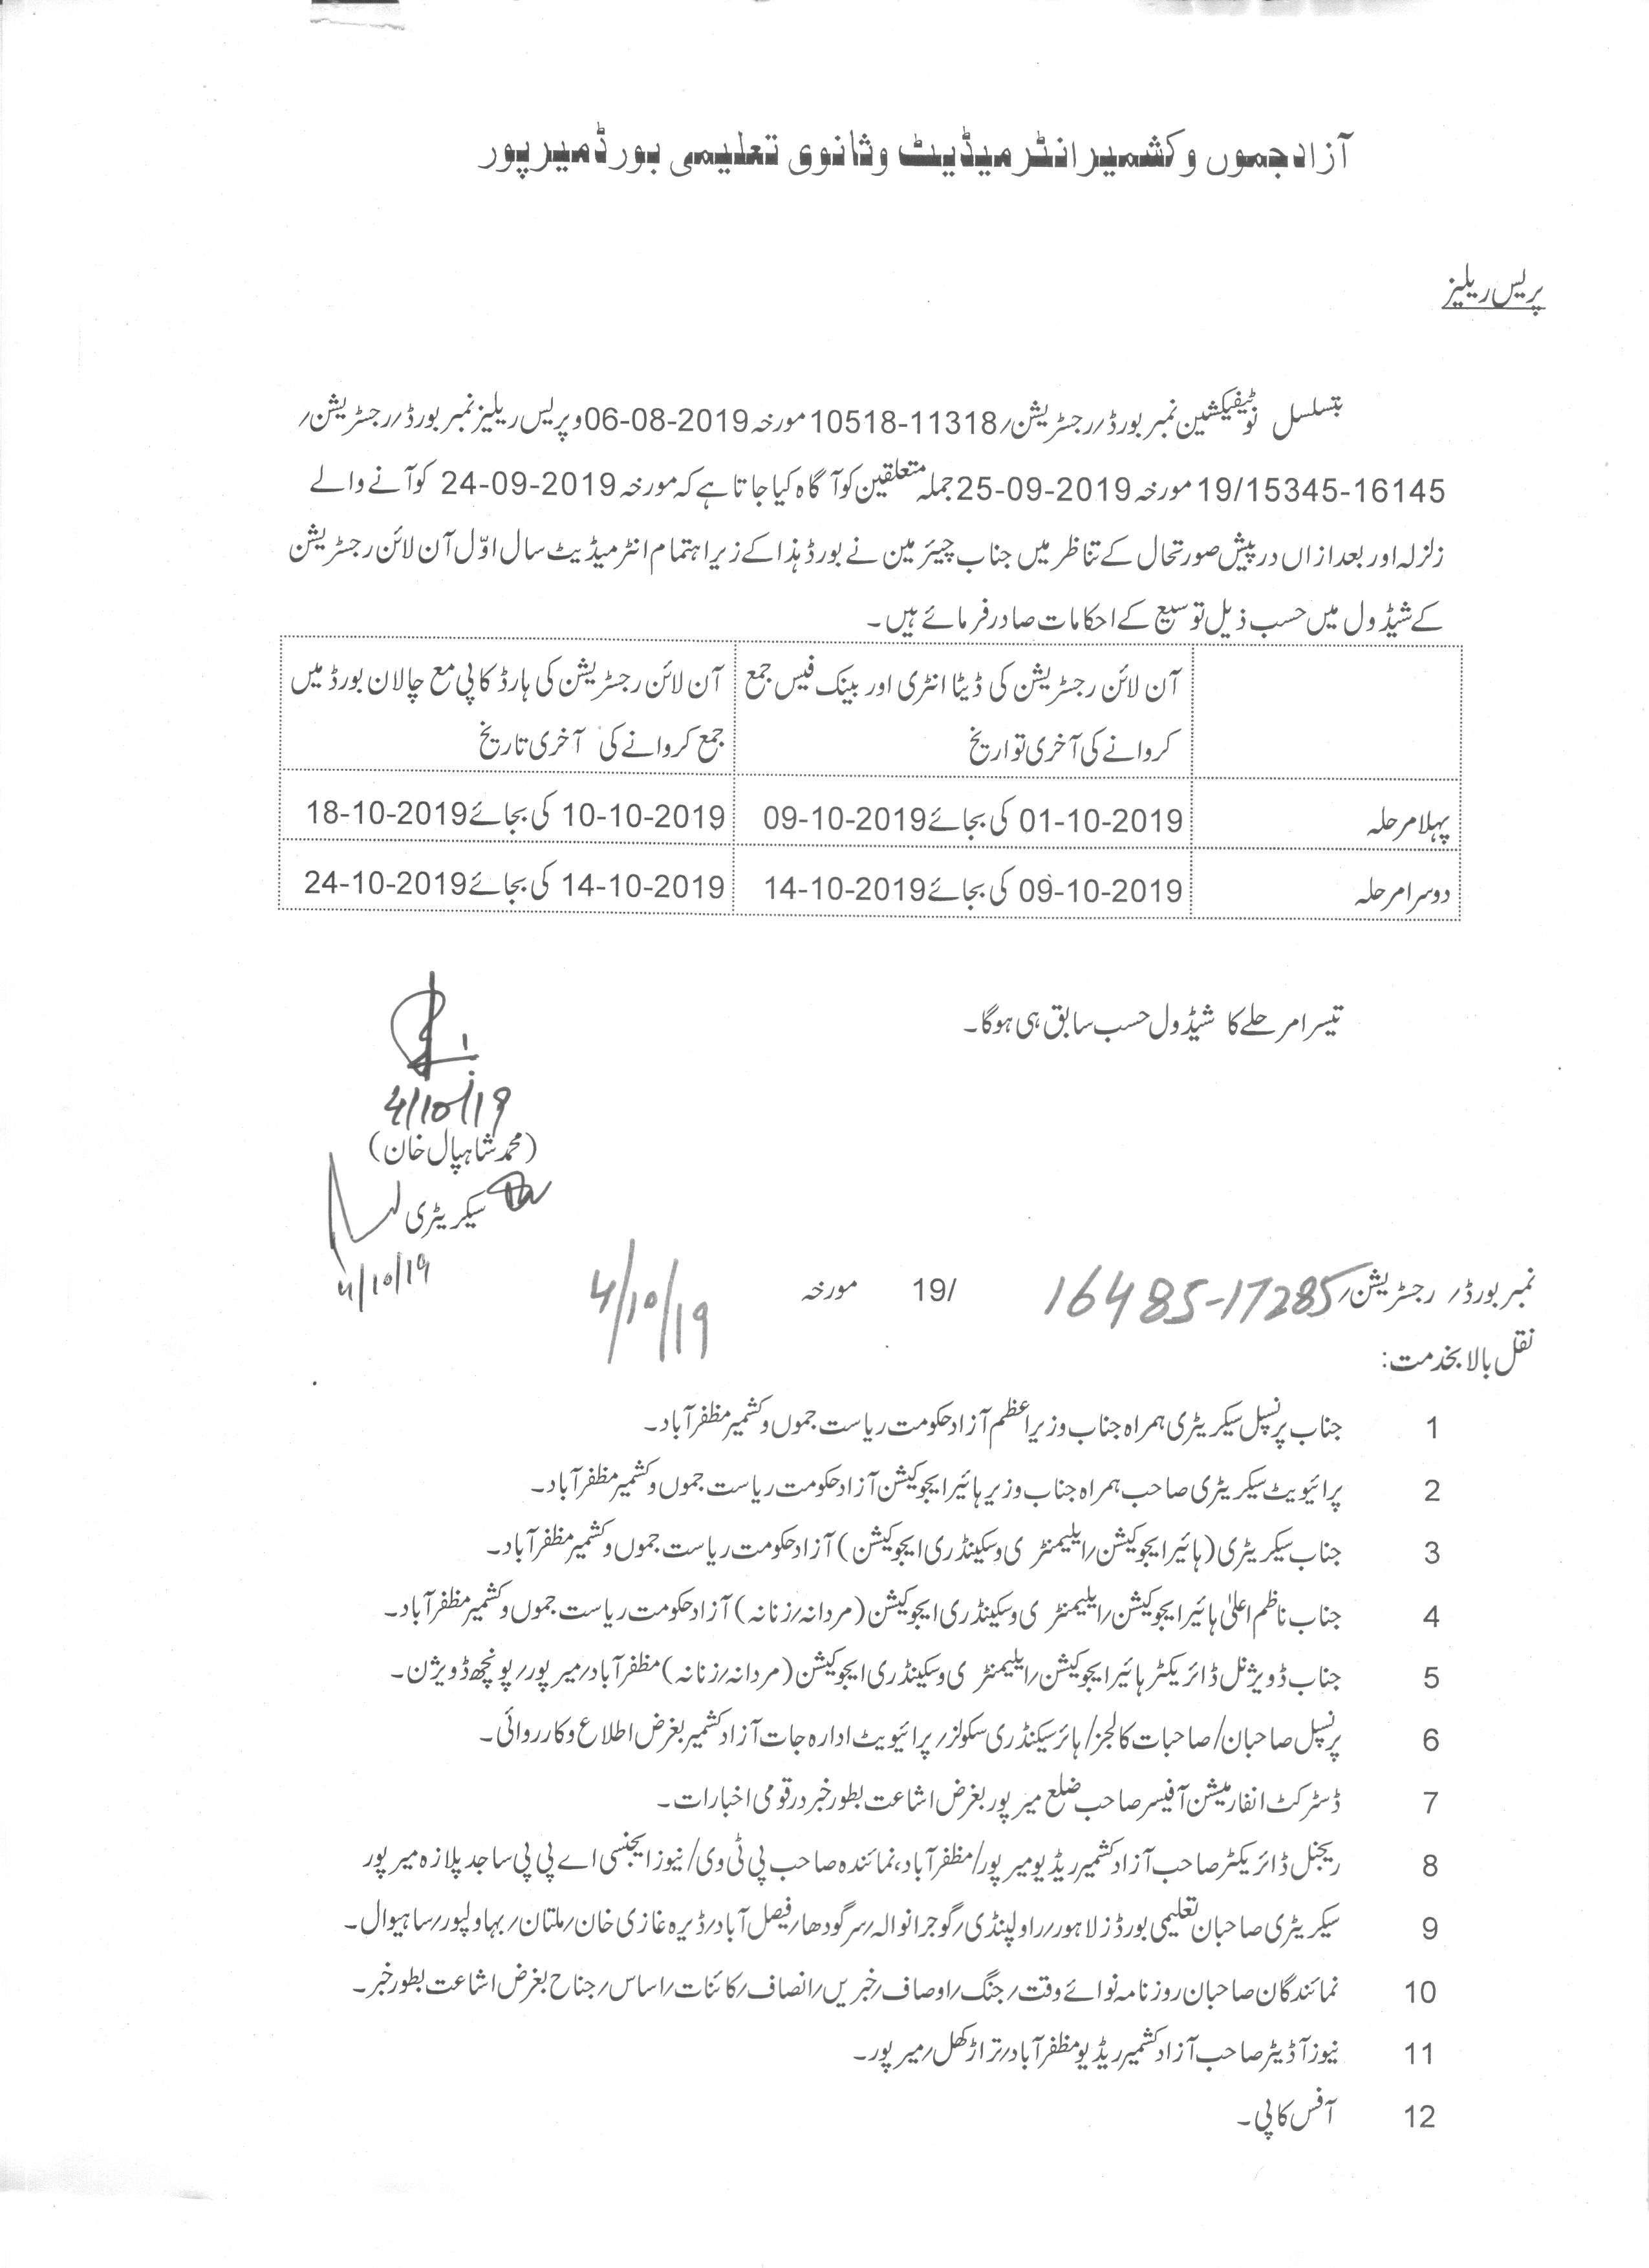 آزاد جموں و کشمیر انٹرمیڈیٹ و ثانوی تعلیمی بورڈ میرپور
پریس ریلیز
بتسلسل نوٹیفکیشین نمبر بورڈ/رجسٹریشن/10518-11318 مورخہ 06-08-2019 و پریس ریلیز نمبر بورڈ/رجسٹریشن/
19/15345-16145 مورخہ 25-09-2019 جملہ متعلقین کو آگاہ کیا جاتا ہے کہ مورخہ 24-09-2019 کو آنے والے
زلزلہ اور بعد ازاں درپیش صورتحال کے تناظر میں جناب چیئرمین نے بورڈ ہذا کے زیر اہتمام انٹرمیڈیٹ سال اوّل آن لائن رجسٹریشن
کے شیڈول میں حسب ذیل توسیع کے احکامات صادر فرمائے ہیں۔
آن لائن رجسٹریشن کی ڈیٹا انٹری اور بینک فیس جمع کروانے کی آخری تواریخ
آن لائن رجسٹریشن کی ہارڈ کاپی مع چالان بورڈ میں جمع کروانے کی آخری تاریخ
پہلا مرحلہ 01-10-2019 کی بجائے 09-10-2019 10-10-2019 کی بجائے 18-10-2019
دوسرا مرحلہ 09-10-2019 کی بجائے 14-10-2019 14-10-2019 کی بجائے 24-10-2019
تیسرا مرحلے کا شیڈول حسب سابق ہی ہوگا۔
4/10/19
(محمد شاہپال خان)
سیکریٹری
4/10/19
نمبر بورڈ/ رجسٹریشن/ 16485-17285 /19 مورخہ 4/10/19
نقل بالا بخدمت:
1 جناب پرنسپل سیکریٹری ہمراہ جناب وزیراعظم آزاد حکومت ریاست جموں و کشمیر مظفرآباد۔
2 پرائیویٹ سیکریٹری صاحب ہمراہ جناب وزیر ہائیر ایجوکیشن آزاد حکومت ریاست جموں و کشمیر مظفرآباد۔
3 جناب سیکریٹری (ہائیر ایجوکیشن/ایلیمنٹری و سکینڈری ایجوکیشن) آزاد حکومت ریاست جموں و کشمیر مظفرآباد۔
4 جناب ناظم اعلیٰ ہائیر ایجوکیشن/ایلیمنٹری و سکینڈری ایجوکیشن (مردانہ/زنانہ) آزاد حکومت ریاست جموں و کشمیر مظفرآباد۔
5 جناب ڈویژنل ڈائریکٹر ہائیر ایجوکیشن/ایلیمنٹری و سکینڈری ایجوکیشن (مردانہ/زنانہ) مظفرآباد/میرپور/پونچھ ڈویژن۔
6 پرنسپل صاحبان/صاحبات کالجز/ہائر سیکنڈری سکولز/پرائیویٹ ادارہ جات آزاد کشمیر بغرض اطلاع و کارروائی۔
7 ڈسٹرکٹ انفارمیشن آفیسر صاحب ضلع میرپور بغرض اشاعت بطور خبر در قومی اخبارات۔
8 ریجنل ڈائریکٹر صاحب آزاد کشمیر ریڈیو میرپور/مظفرآباد، نمائندہ صاحب پی ٹی وی/نیوز ایجنسی اے پی پی ساجد پلازہ میرپور
9 سیکریٹری صاحبان تعلیمی بورڈز لاہور/راولپنڈی/گوجرانوالہ/سرگودھا/فیصل آباد/ڈیرہ غازی خان/ملتان/بہاولپور/ساہیوال۔
10 نمائندگان صاحبان روزنامہ نوائے وقت/جنگ/اوصاف/خبریں/انصاف/کائنات/اساس/جناح بغرض اشاعت بطور خبر۔
11 نیوز آڈیٹر صاحب آزاد کشمیر ریڈیو مظفرآباد/تراڑکھل/میرپور۔
12 آفس کاپی۔